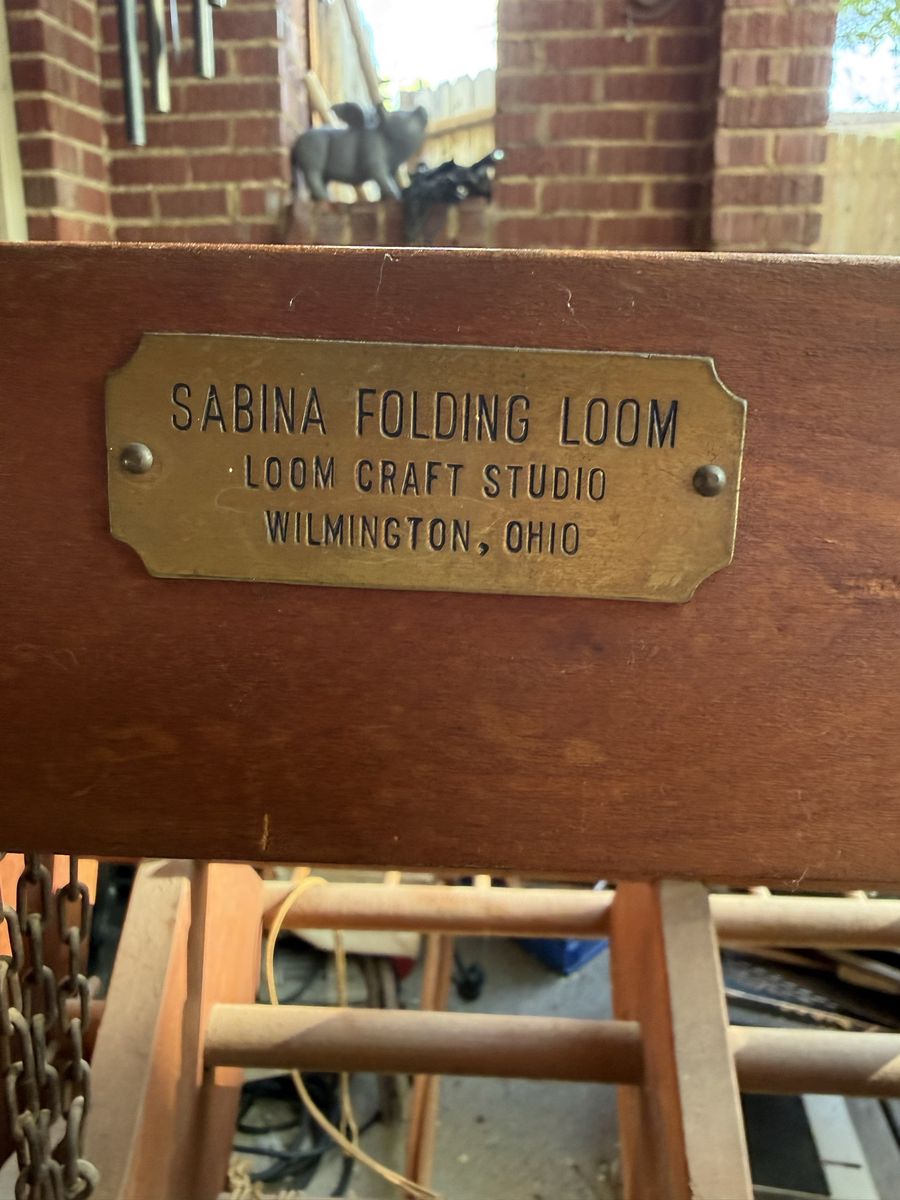 SABINA FOLDING LOOM
LOOM CRAFT STUDIO
WILMINGTON, OHIO